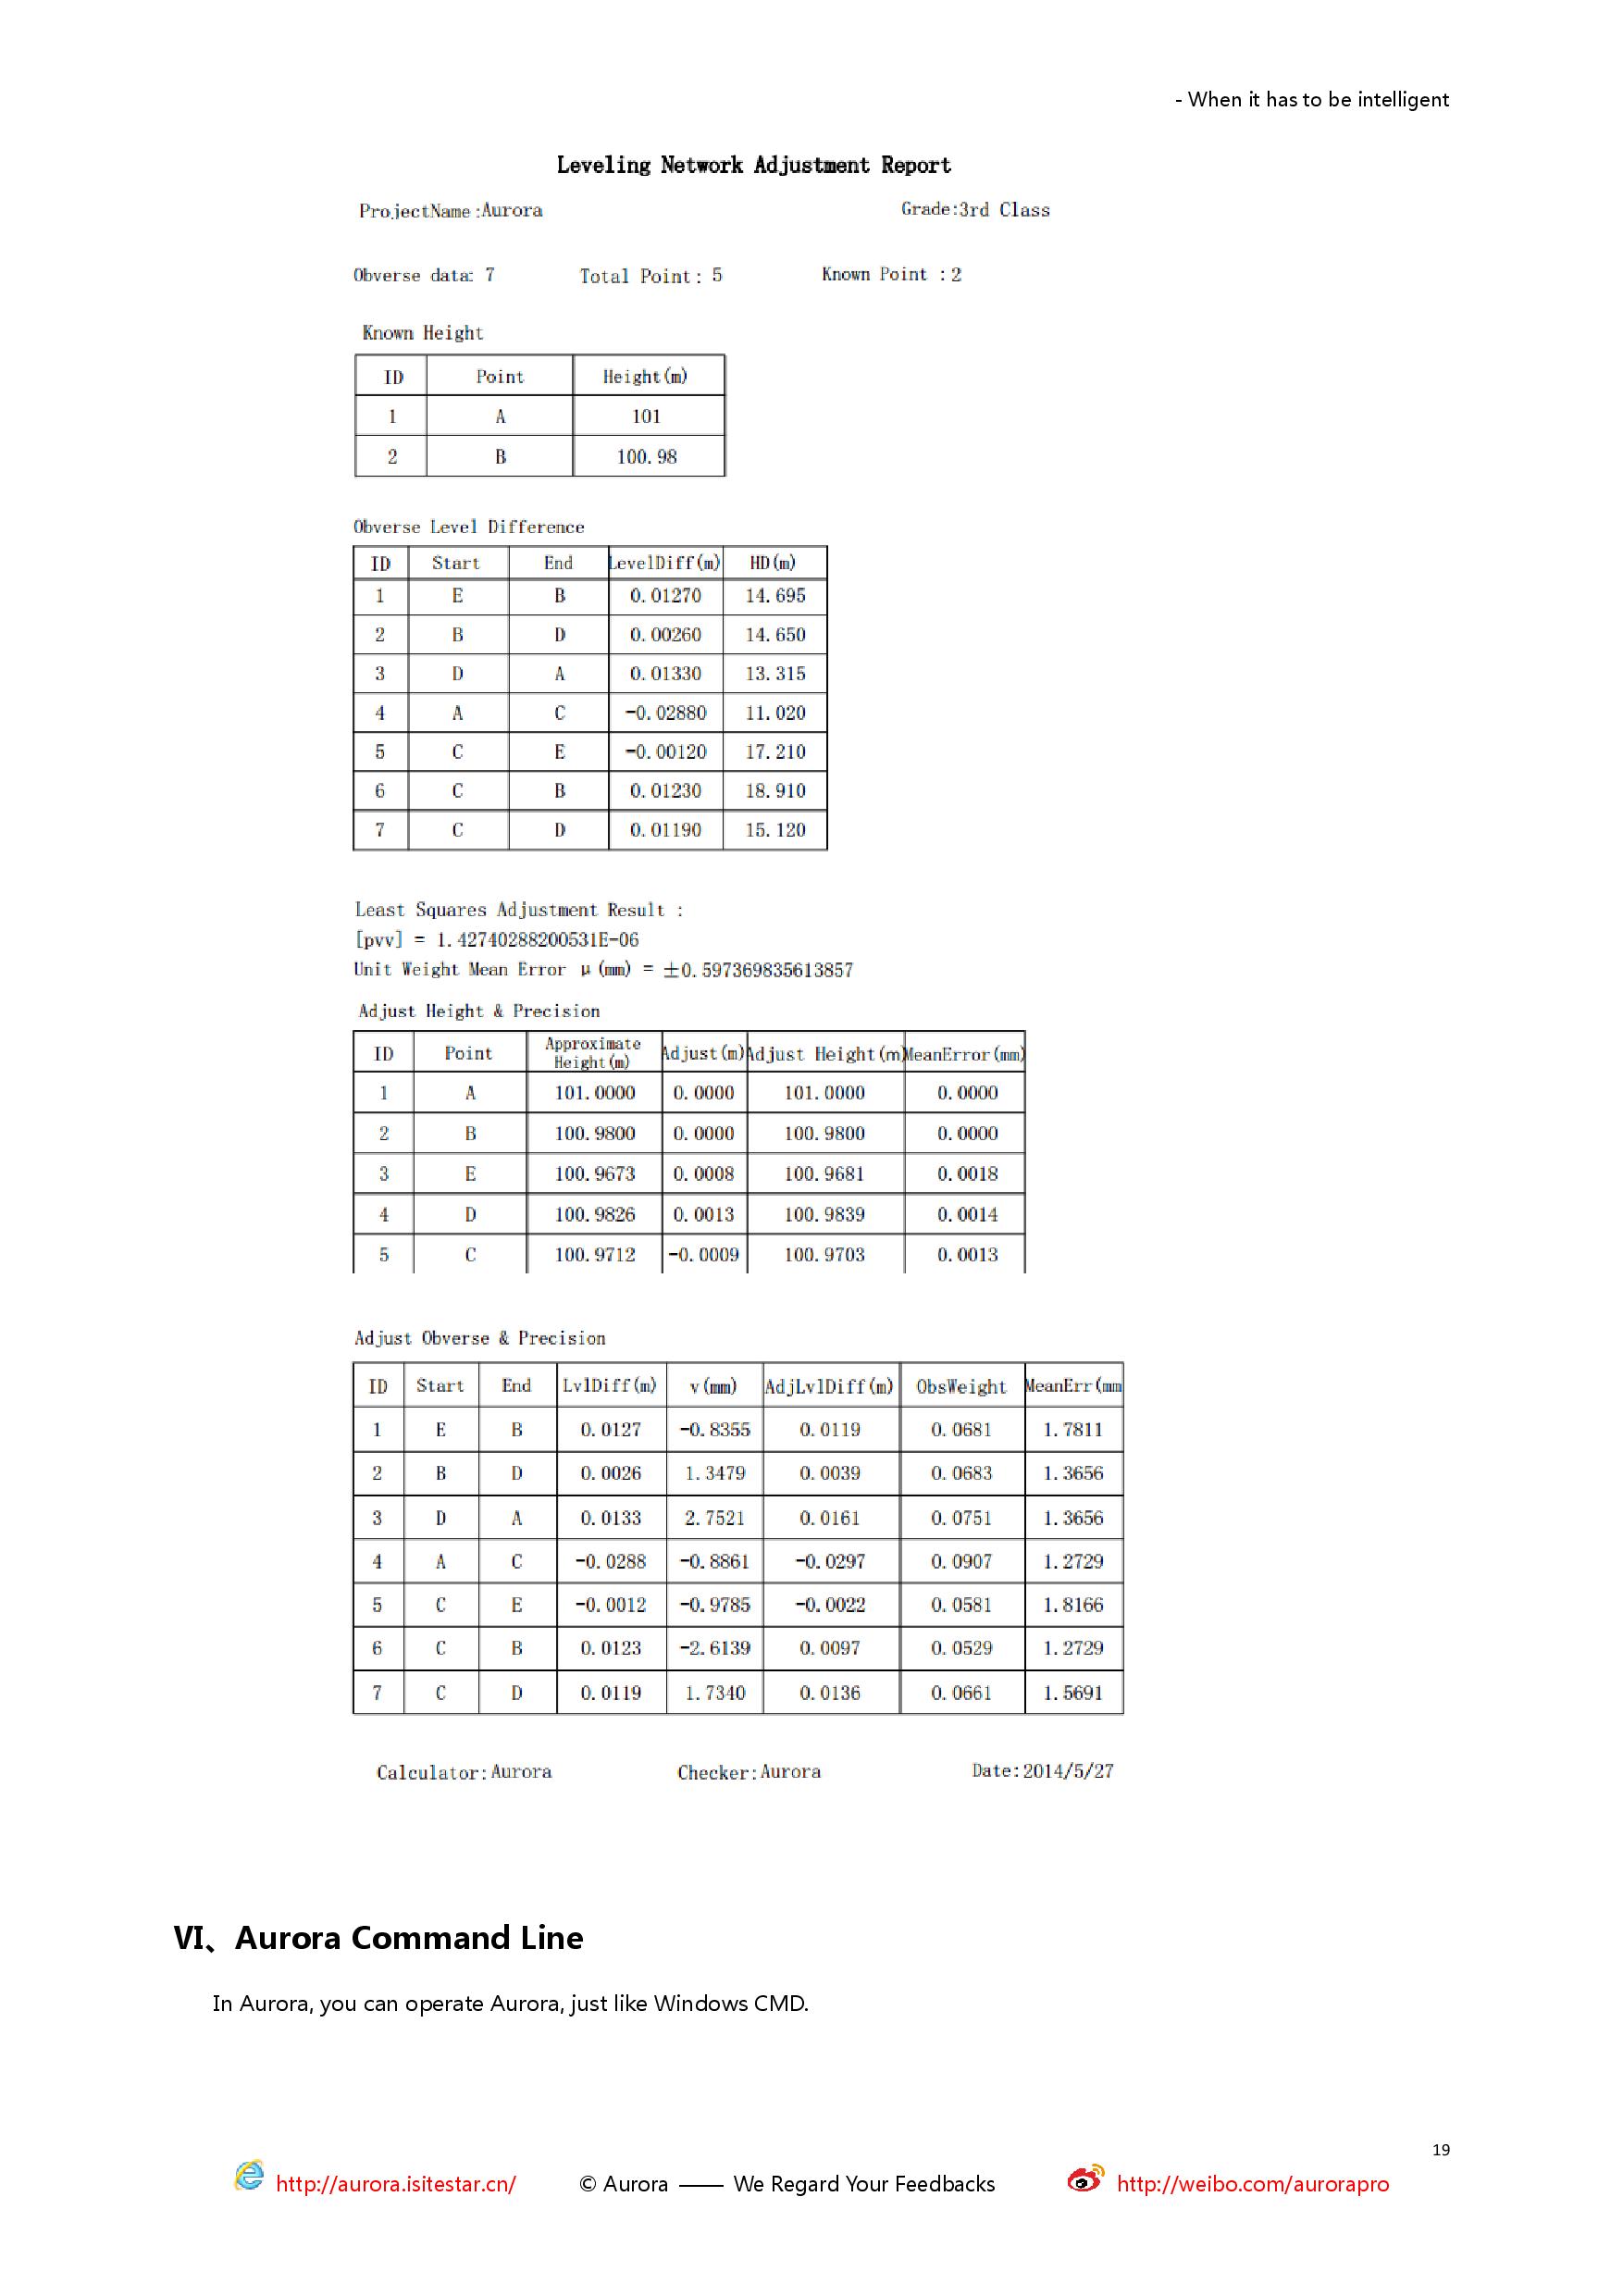 - When it has to be intelligent
Leveling Network Adjustment Report
ProjectName:Aurora Grade:3rd Class
Obverse data: 7 Total Point: 5 Known Point :2
Known Height
ID Point Height(m)
1 A 101
2 B 100.98
Obverse Level Difference
ID Start End LevelDiff(m) HD(m)
1 E B 0.01270 14.695
2 B D 0.00260 14.650
3 D A 0.01330 13.315
4 A C -0.02880 11.020
5 C E -0.00120 17.210
6 C B 0.01230 18.910
7 C D 0.01190 15.120
Least Squares Adjustment Result :
[pvv] = 1.42740288200531E-06
Unit Weight Mean Error μ(mm) = ±0.597369835613857
Adjust Height & Precision
ID Point Approximate Height(m) Adjust(m) Adjust Height(m) MeanError(mm)
1 A 101.0000 0.0000 101.0000 0.0000
2 B 100.9800 0.0000 100.9800 0.0000
3 E 100.9673 0.0008 100.9681 0.0018
4 D 100.9826 0.0013 100.9839 0.0014
5 C 100.9712 -0.0009 100.9703 0.0013
Adjust Obverse & Precision
ID Start End LvlDiff(m) v(mm) AdjLvlDiff(m) ObsWeight MeanErr(mm
1 E B 0.0127 -0.8355 0.0119 0.0681 1.7811
2 B D 0.0026 1.3479 0.0039 0.0683 1.3656
3 D A 0.0133 2.7521 0.0161 0.0751 1.3656
4 A C -0.0288 -0.8861 -0.0297 0.0907 1.2729
5 C E -0.0012 -0.9785 -0.0022 0.0581 1.8166
6 C B 0.0123 -2.6139 0.0097 0.0529 1.2729
7 C D 0.0119 1.7340 0.0136 0.0661 1.5691
Calculator:Aurora Checker:Aurora Date:2014/5/27
VI、Aurora Command Line
In Aurora, you can operate Aurora, just like Windows CMD.
19
http://aurora.isitestar.cn/ © Aurora —— We Regard Your Feedbacks http://weibo.com/aurorapro